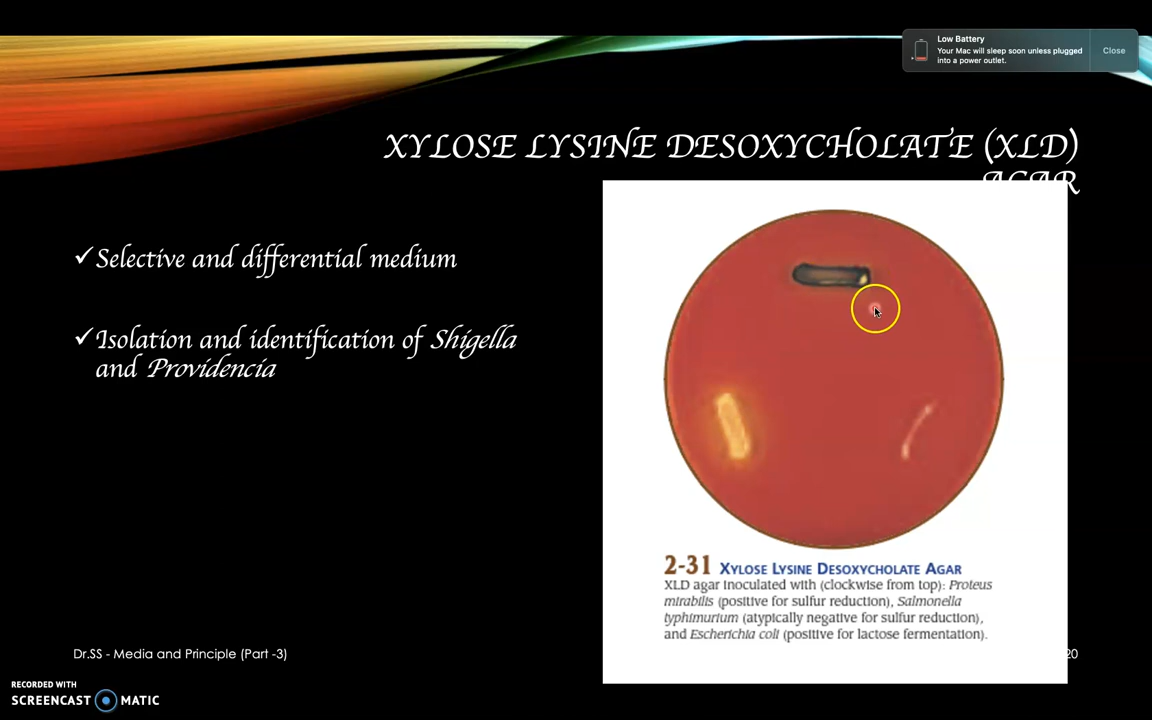 Low Battery
Your Mac will sleep soon unless plugged
into a power outlet.
Close
XYLOSE LYSINE DESOXYCHOLATE (XLD)
AGAR
✓Selective and differential medium
✓Isolation and identification of Shigella
and Providencia
2-31 XYLOSE LYSINE DESOXYCHOLATE AGAR
XLD agar inoculated with (clockwise from top): Proteus
mirabilis (positive for sulfur reduction), Salmonella
typhimurium (atypically negative for sulfur reduction),
and Escherichia coli (positive for lactose fermentation).
Dr.SS - Media and Principle (Part -3)
20
RECORDED WITH
SCREENCAST MATIC